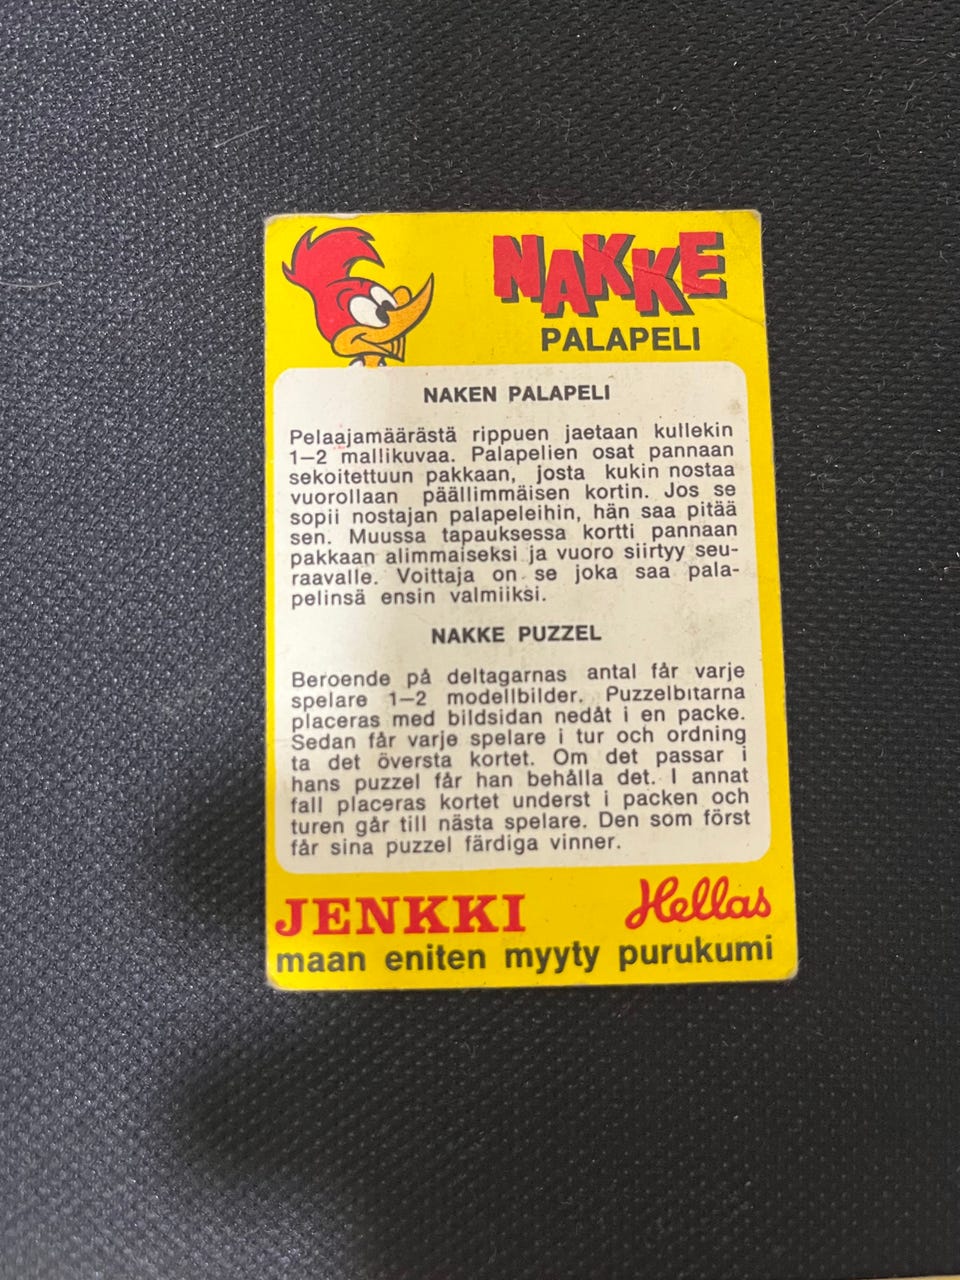 NAKKE
PALAPELI
NAKEN PALAPELI
Pelaajamäärästä rippuen jaetaan kullekin
1–2 mallikuvaa. Palapelien osat pannaan
sekoitettuun pakkaan, josta kukin nostaa
vuorollaan päällimmäisen kortin. Jos se
sopii nostajan palapeleihin, hän saa pitää
sen. Muussa tapauksessa kortti pannaan
pakkaan alimmaiseksi ja vuoro siirtyy seu-
raavalle. Voittaja on se joka saa pala-
pelinsä ensin valmiiksi.
NAKKE PUZZEL
Beroende på deltagarnas antal får varje
spelare 1–2 modellbilder. Puzzelbitarna
placeras med bildsidan nedåt i en packe.
Sedan får varje spelare i tur och ordning
ta det översta kortet. Om det passar i
hans puzzel får han behålla det. I annat
fall placeras kortet underst i packen och
turen går till nästa spelare. Den som först
får sina puzzel färdiga vinner.
JENKKI Hellas
maan eniten myyty purukumi